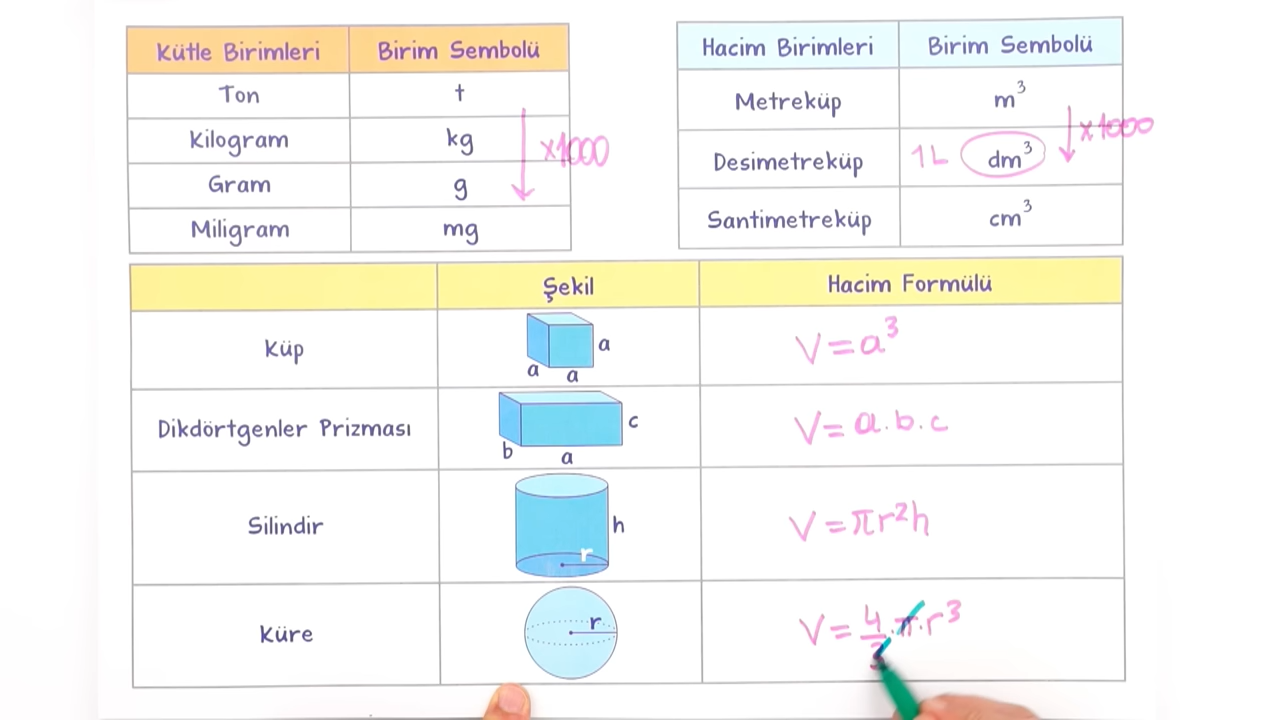 Kütle Birimleri Birim Sembolü
Ton t
Kilogram kg
Gram g
Miligram mg
x1000
Hacim Birimleri Birim Sembolü
Metreküp m³
Desimetreküp 1L dm³
Santimetreküp cm³
x1000
Şekil Hacim Formülü
Küp a a a V=a³
Dikdörtgenler Prizması b a c V=a.b.c
Silindir r h V=πr²h
Küre r V=4/3.π.r³